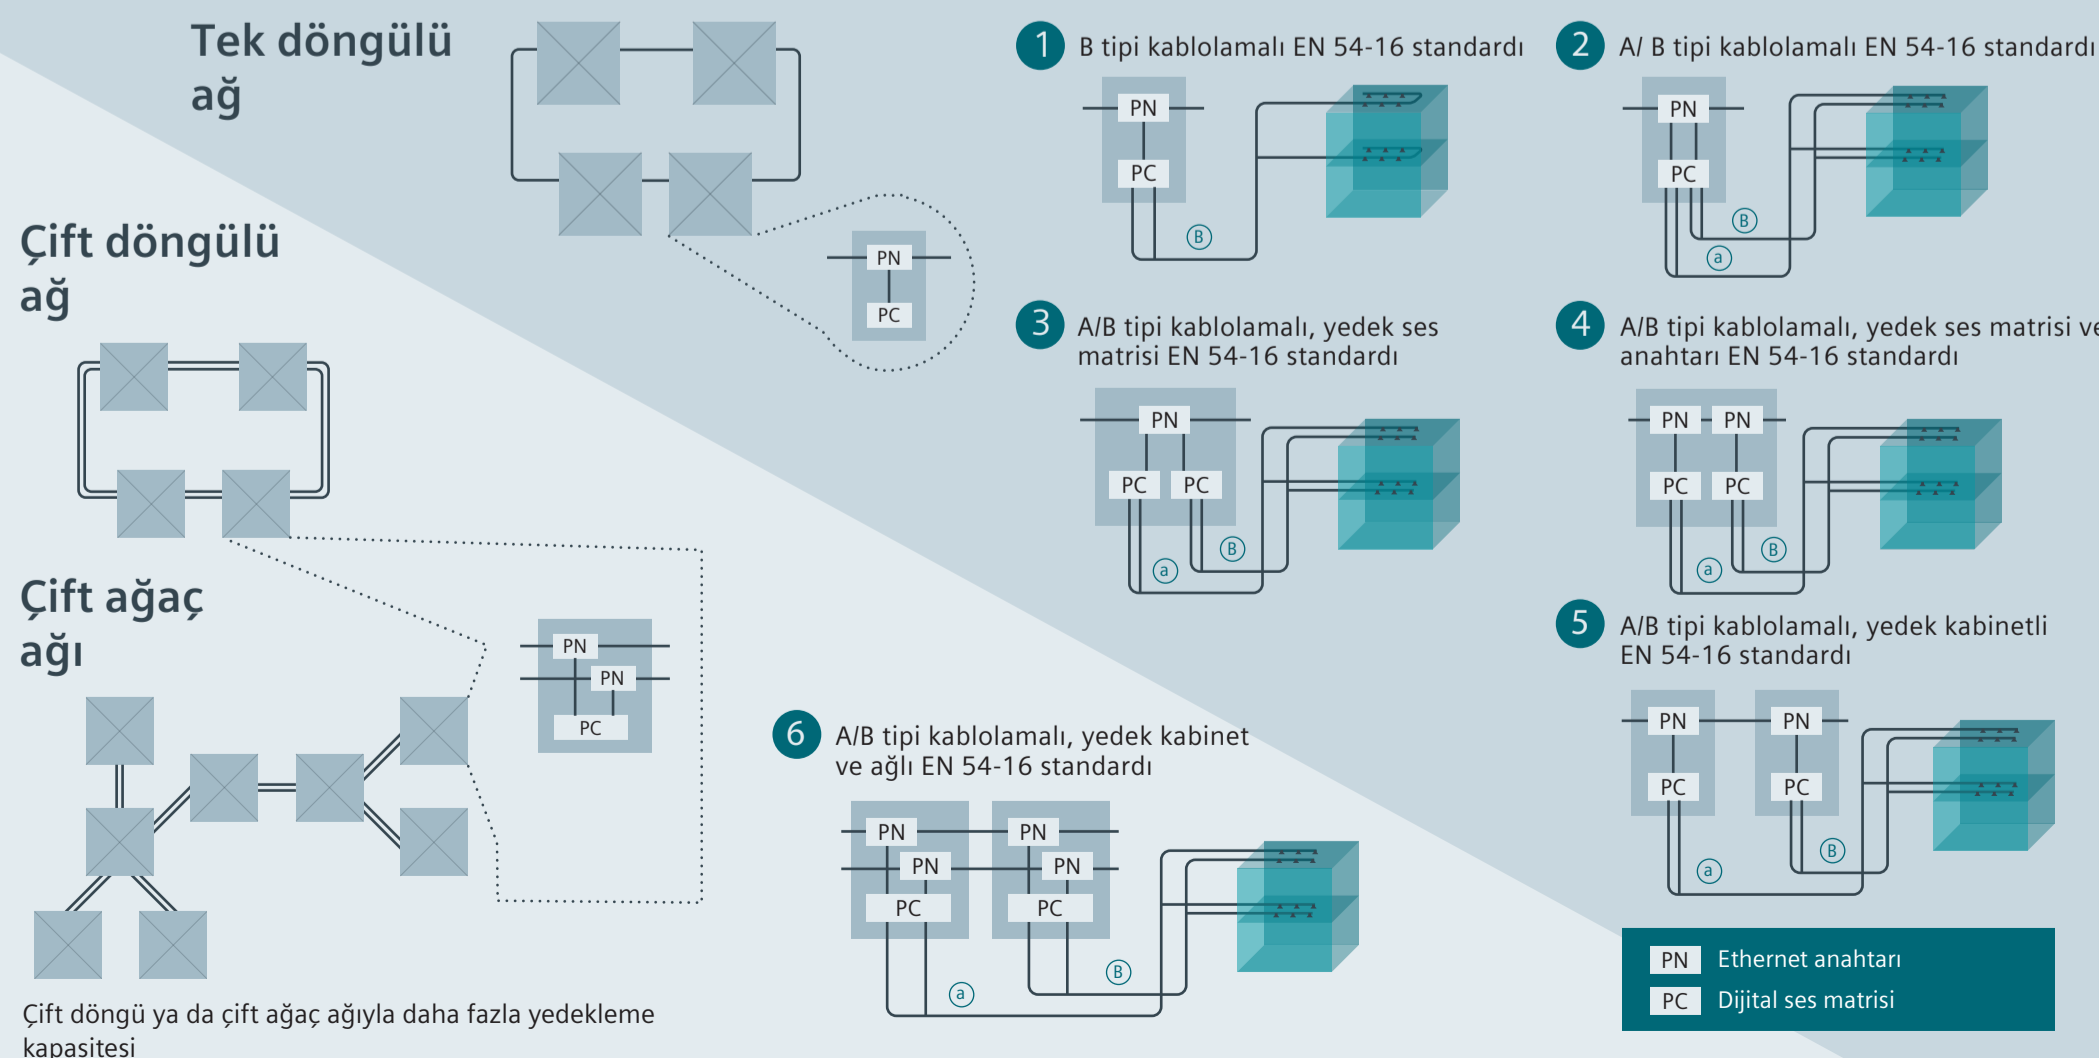 Tek döngülü
ağ
PN
PC
Çift döngülü
ağ
Çift ağaç
ağı
PN
PN
PC
Çift döngü ya da çift ağaç ağıyla daha fazla yedekleme
kapasitesi
1 B tipi kablolamalı EN 54-16 standardı
PN
PC
B
2 A/ B tipi kablolamalı EN 54-16 standardı
PN
PC
B
a
3 A/B tipi kablolamalı, yedek ses
matrisi EN 54-16 standardı
PN
PC PC
B
a
4 A/B tipi kablolamalı, yedek ses matrisi ve
anahtarı EN 54-16 standardı
PN PN
PC PC
B
a
5 A/B tipi kablolamalı, yedek kabinetli
EN 54-16 standardı
PN PN
PC PC
B
a
6 A/B tipi kablolamalı, yedek kabinet
ve ağlı EN 54-16 standardı
PN PN
PN PN
PC PC
B
a
PN Ethernet anahtarı
PC Dijital ses matrisi